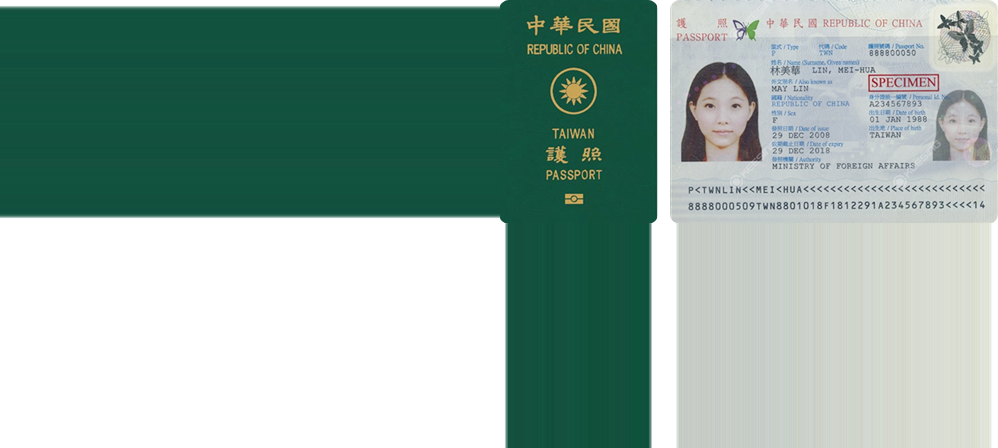 中華民國
REPUBLIC OF CHINA
TAIWAN
護照
PASSPORT
護 照 中華民國 REPUBLIC OF CHINA
PASSPORT
型式 / Type 代碼 / Code 護照號碼 / Passport No.
P TWN 888800050
姓名 / Name (Surname, Given names)
林美華 LIN, MEI-HUA
外文別名 / Also known as
MAY LIN
SPECIMEN
國籍 / Nationality 身分證統一編號 / Personal Id. No.
REPUBLIC OF CHINA A234567893
性別 / Sex 出生日期 / Date of birth
F 01 JAN 1988
發照日期 / Date of issue 出生地 / Place of birth
29 DEC 2008 TAIWAN
效期截止日期 / Date of expiry
29 DEC 2018
發照機關 / Authority
MINISTRY OF FOREIGN AFFAIRS
P<TWNLIN<<MEI<HUA<<<<<<<<<<<<<<<<<<<<<<<<<<<
8888000509TWN8801018F1812291A234567893<<<<14